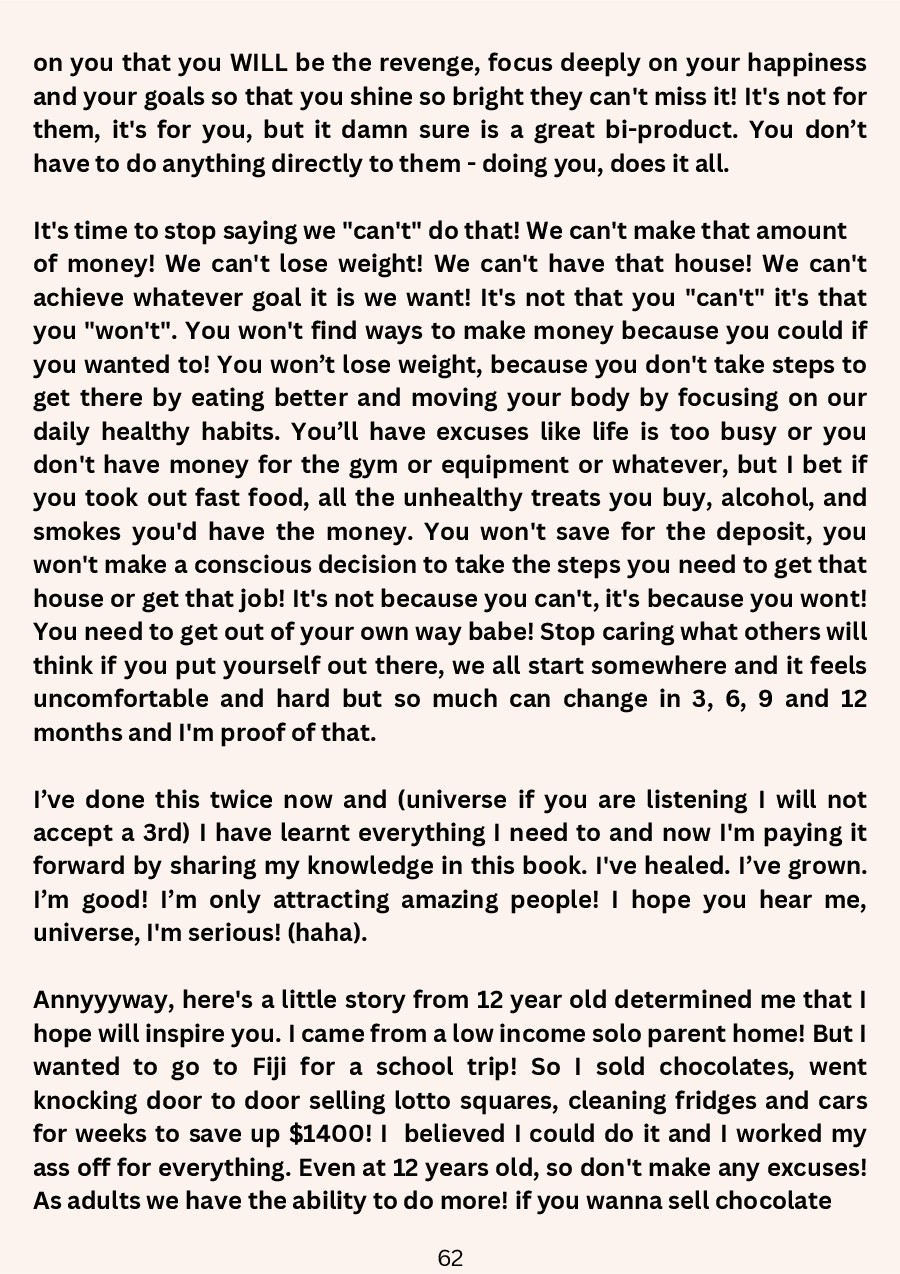 on you that you WILL be the revenge, focus deeply on your happiness
and your goals so that you shine so bright they can't miss it! It's not for
them, it's for you, but it damn sure is a great bi-product. You don’t
have to do anything directly to them - doing you, does it all.
It's time to stop saying we "can't" do that! We can't make that amount
of money! We can't lose weight! We can't have that house! We can't
achieve whatever goal it is we want! It's not that you "can't" it's that
you "won't". You won't find ways to make money because you could if
you wanted to! You won’t lose weight, because you don't take steps to
get there by eating better and moving your body by focusing on our
daily healthy habits. You’ll have excuses like life is too busy or you
don't have money for the gym or equipment or whatever, but I bet if
you took out fast food, all the unhealthy treats you buy, alcohol, and
smokes you'd have the money. You won't save for the deposit, you
won't make a conscious decision to take the steps you need to get that
house or get that job! It's not because you can't, it's because you wont!
You need to get out of your own way babe! Stop caring what others will
think if you put yourself out there, we all start somewhere and it feels
uncomfortable and hard but so much can change in 3, 6, 9 and 12
months and I'm proof of that.
I’ve done this twice now and (universe if you are listening I will not
accept a 3rd) I have learnt everything I need to and now I'm paying it
forward by sharing my knowledge in this book. I've healed. I’ve grown.
I’m good! I’m only attracting amazing people! I hope you hear me,
universe, I'm serious! (haha).
Annyyyway, here's a little story from 12 year old determined me that I
hope will inspire you. I came from a low income solo parent home! But I
wanted to go to Fiji for a school trip! So I sold chocolates, went
knocking door to door selling lotto squares, cleaning fridges and cars
for weeks to save up $1400! I  believed I could do it and I worked my
ass off for everything. Even at 12 years old, so don't make any excuses!
As adults we have the ability to do more! if you wanna sell chocolate
62